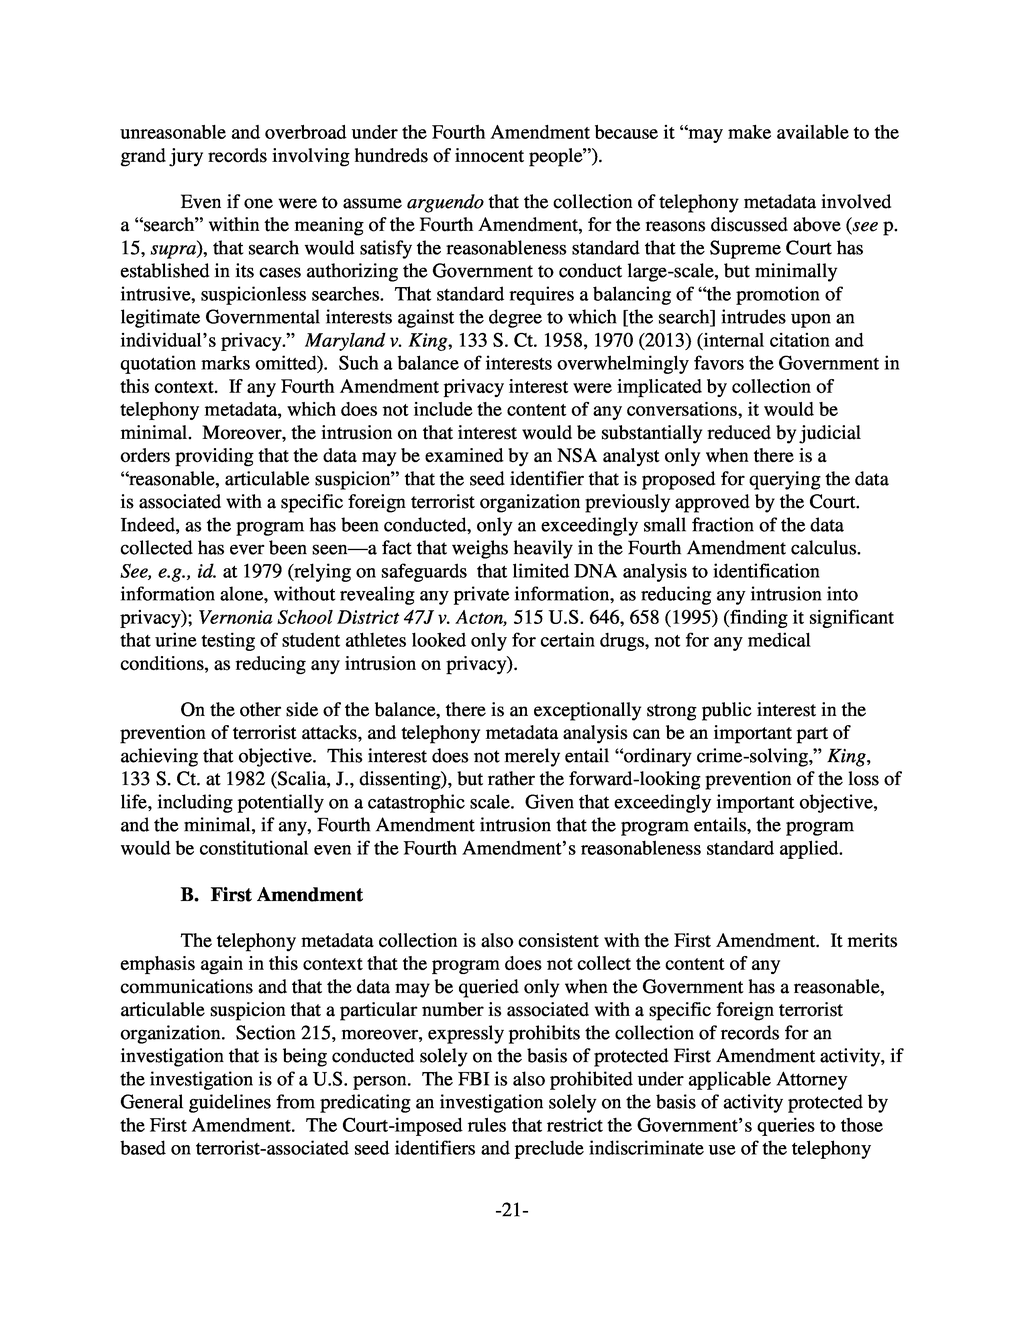 unreasonable and overbroad under the Fourth Amendment because it “may make available to the
grand jury records involving hundreds of innocent people”).
Even if one were to assume arguendo that the collection of telephony metadata involved
a “search” within the meaning of the Fourth Amendment, for the reasons discussed above (see p.
15, supra), that search would satisfy the reasonableness standard that the Supreme Court has
established in its cases authorizing the Government to conduct large-scale, but minimally
intrusive, suspicionless searches.  That standard requires a balancing of “the promotion of
legitimate Governmental interests against the degree to which [the search] intrudes upon an
individual’s privacy.”  Maryland v. King, 133 S. Ct. 1958, 1970 (2013) (internal citation and
quotation marks omitted).  Such a balance of interests overwhelmingly favors the Government in
this context.  If any Fourth Amendment privacy interest were implicated by collection of
telephony metadata, which does not include the content of any conversations, it would be
minimal.  Moreover, the intrusion on that interest would be substantially reduced by judicial
orders providing that the data may be examined by an NSA analyst only when there is a
“reasonable, articulable suspicion” that the seed identifier that is proposed for querying the data
is associated with a specific foreign terrorist organization previously approved by the Court.
Indeed, as the program has been conducted, only an exceedingly small fraction of the data
collected has ever been seen—a fact that weighs heavily in the Fourth Amendment calculus.
See, e.g., id. at 1979 (relying on safeguards  that limited DNA analysis to identification
information alone, without revealing any private information, as reducing any intrusion into
privacy); Vernonia School District 47J v. Acton, 515 U.S. 646, 658 (1995) (finding it significant
that urine testing of student athletes looked only for certain drugs, not for any medical
conditions, as reducing any intrusion on privacy).
On the other side of the balance, there is an exceptionally strong public interest in the
prevention of terrorist attacks, and telephony metadata analysis can be an important part of
achieving that objective.  This interest does not merely entail “ordinary crime-solving,” King,
133 S. Ct. at 1982 (Scalia, J., dissenting), but rather the forward-looking prevention of the loss of
life, including potentially on a catastrophic scale.  Given that exceedingly important objective,
and the minimal, if any, Fourth Amendment intrusion that the program entails, the program
would be constitutional even if the Fourth Amendment’s reasonableness standard applied.
B.  First Amendment
The telephony metadata collection is also consistent with the First Amendment.  It merits
emphasis again in this context that the program does not collect the content of any
communications and that the data may be queried only when the Government has a reasonable,
articulable suspicion that a particular number is associated with a specific foreign terrorist
organization.  Section 215, moreover, expressly prohibits the collection of records for an
investigation that is being conducted solely on the basis of protected First Amendment activity, if
the investigation is of a U.S. person.  The FBI is also prohibited under applicable Attorney
General guidelines from predicating an investigation solely on the basis of activity protected by
the First Amendment.  The Court-imposed rules that restrict the Government’s queries to those
based on terrorist-associated seed identifiers and preclude indiscriminate use of the telephony
-21-